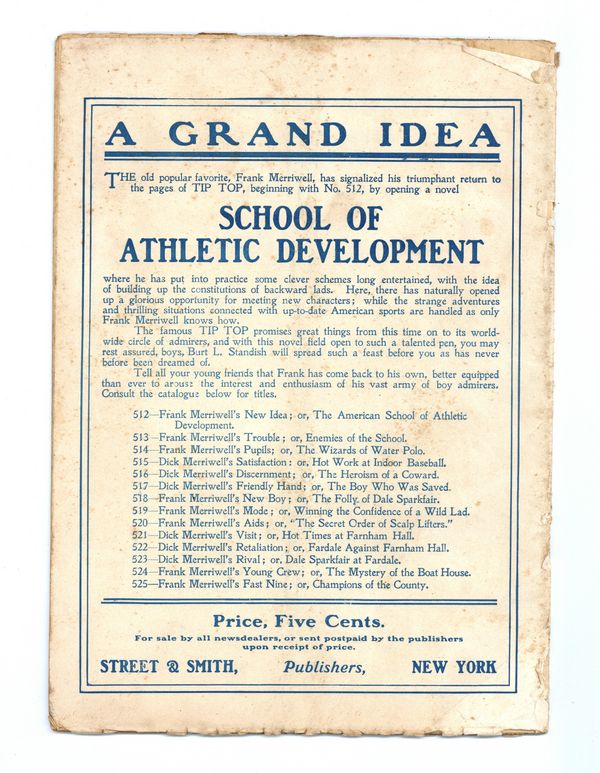 A GRAND IDEA
THE old popular favorite, Frank Merriwell, has signalized his triumphant return to
the pages of TIP TOP, beginning with No. 512, by opening a novel
SCHOOL OF
ATHLETIC DEVELOPMENT
where he has put into practice some clever schemes long entertained, with the idea
of building up the constitutions of backward lads. Here, there has naturally opened
up a glorious opportunity for meeting new characters; while the strange adventures
and thrilling situations connected with up-to-date American sports are handled as only
Frank Merriwell knows how.
The famous TIP TOP promises great things from this time on to its world-
wide circle of admirers, and with this novel field open to such a talented pen, you may
rest assured, boys, Burt L. Standish will spread such a feast before you as has never
before been dreamed of.
Tell all your young friends that Frank has come back to his own, better equipped
than ever to arouse the interest and enthusiasm of his vast army of boy admirers.
Consult the catalogue below for titles.
512—Frank Merriwell's New Idea; or, The American School of Athletic
Development.
513—Frank Merriwell's Trouble; or, Enemies of the School.
514—Frank Merriwell's Pupils; or, The Wizards of Water Polo.
515—Dick Merriwell's Satisfaction: or, Hot Work at Indoor Baseball.
516—Dick Merriwell's Discernment; or, The Heroism of a Coward.
517—Dick Merriwell's Friendly Hand; or, The Boy Who Was Saved.
518—Frank Merriwell's New Boy; or, The Folly of Dale Sparkfair.
519—Frank Merriwell's Mode; or, Winning the Confidence of a Wild Lad.
520—Frank Merriwell's Aids; or, "The Secret Order of Scalp Lifters."
521—Dick Merriwell's Visit; or, Hot Times at Farnham Hall.
522—Dick Merriwell's Retaliation; or, Fardale Against Farnham Hall.
523—Dick Merriwell's Rival; or, Dale Sparkfair at Fardale.
524—Frank Merriwell's Young Crew; or, The Mystery of the Boat House.
525—Frank Merriwell's Fast Nine; or, Champions of the County.
Price, Five Cents.
For sale by all newsdealers, or sent postpaid by the publishers
upon receipt of price.
STREET & SMITH, Publishers, NEW YORK